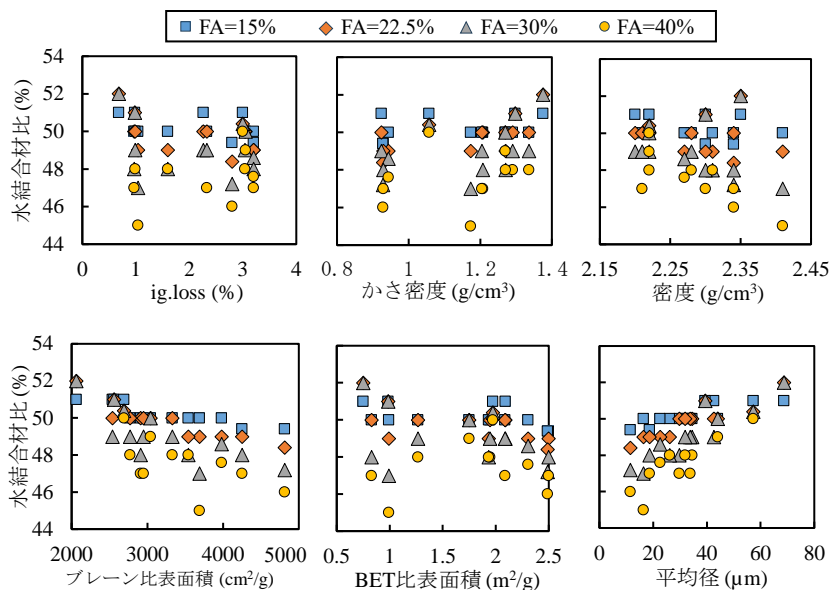 FA=15% FA=22.5% FA=30% FA=40%
水結合材比 (%)
54
52
50
48
46
44
0 1 2 3 4
ig.loss (%)
0.8 1 1.2 1.4
かさ密度 (g/cm³)
2.15 2.25 2.35 2.45
密度 (g/cm³)
水結合材比 (%)
54
52
50
48
46
44
2000 3000 4000 5000
ブレーン比表面積 (cm²/g)
0.5 1 1.5 2 2.5
BET比表面積 (m²/g)
0 20 40 60 80
平均径 (µm)